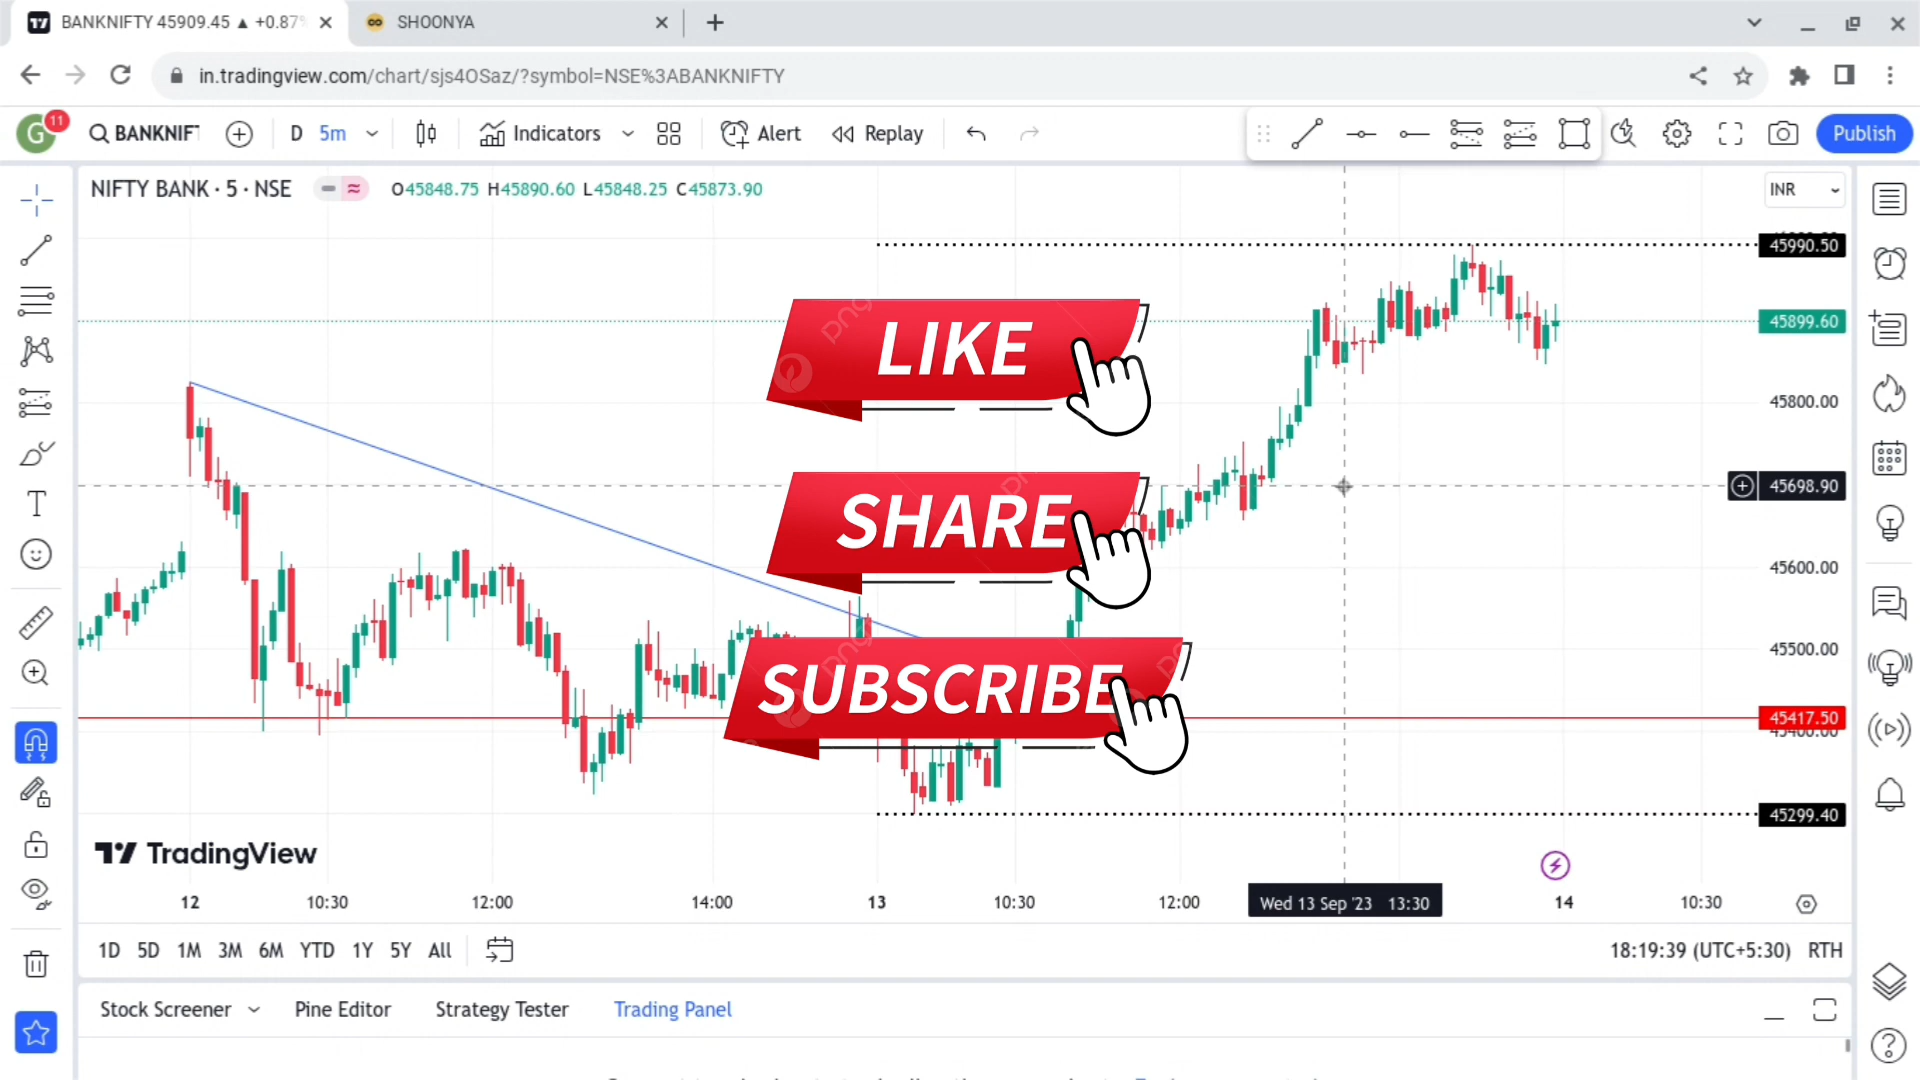 BANKNIFTY 45909.45 ▲ +0.87%
SHOONYA
in.tradingview.com/chart/sjs4OSaz/?symbol=NSE%3ABANKNIFTY
G
11
BANKNIFT
D
5m
Indicators
Alert
Replay
Publish
NIFTY BANK · 5 · NSE
O45848.75 H45890.60 L45848.25 C45873.90
INR
45990.50
45899.60
45800.00
45698.90
45600.00
45500.00
45417.50
45400.00
45299.40
LIKE
SHARE
SUBSCRIBE
TradingView
12
10:30
12:00
14:00
13
10:30
12:00
Wed 13 Sep '23 13:30
14
10:30
1D 5D 1M 3M 6M YTD 1Y 5Y All
18:19:39 (UTC+5:30) RTH
Stock Screener
Pine Editor
Strategy Tester
Trading Panel